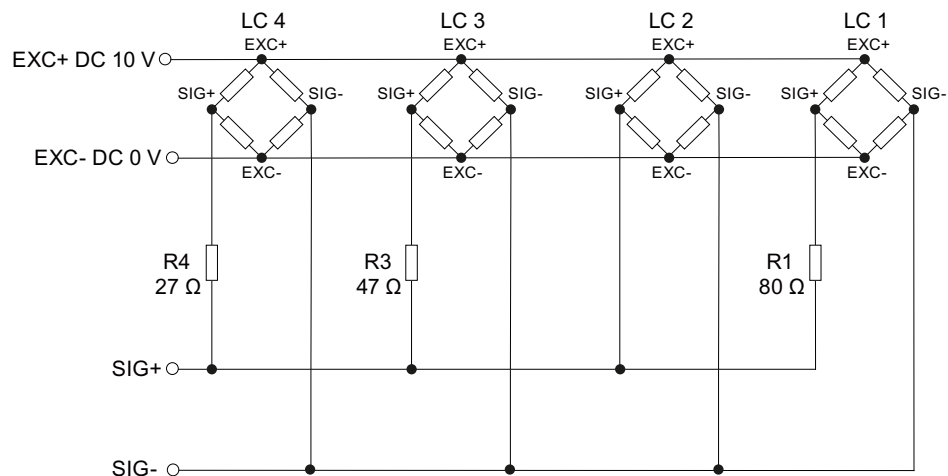 LC 4
LC 3
LC 2
LC 1
EXC+
EXC+
EXC+
EXC+
EXC+ DC 10 V
SIG+
SIG-
SIG+
SIG-
SIG+
SIG-
SIG+
SIG-
EXC- DC 0 V
EXC-
EXC-
EXC-
EXC-
R4
27 Ω
R3
47 Ω
R1
80 Ω
SIG+
SIG-